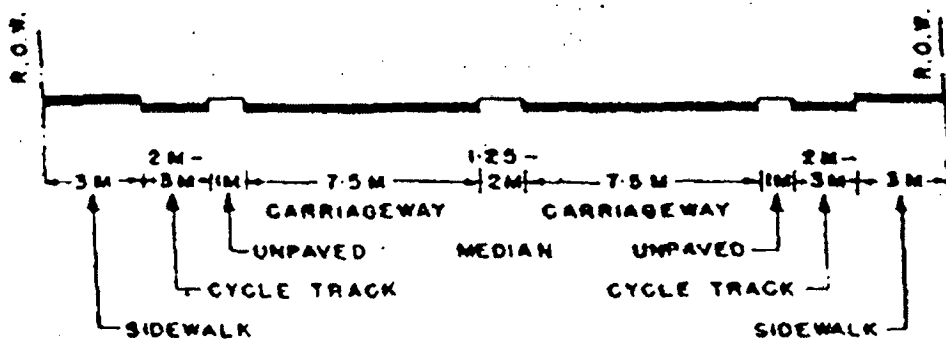 R.O.W.
R.O.W.
2 M- 1.25- 2M-
3 M 3M 1M 7.5 M 2M 7.5 M 1M 3M 3 M
CARRIAGEWAY CARRIAGEWAY
UNPAVED MEDIAN UNPAVED
CYCLE TRACK CYCLE TRACK
SIDEWALK SIDEWALK